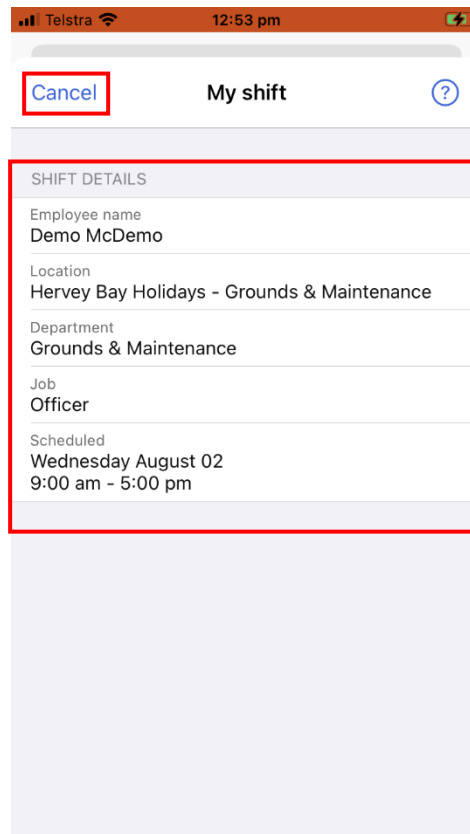 Telstra 12:53 pm
Cancel My shift ?
SHIFT DETAILS
Employee name
Demo McDemo
Location
Hervey Bay Holidays - Grounds & Maintenance
Department
Grounds & Maintenance
Job
Officer
Scheduled
Wednesday August 02
9:00 am - 5:00 pm